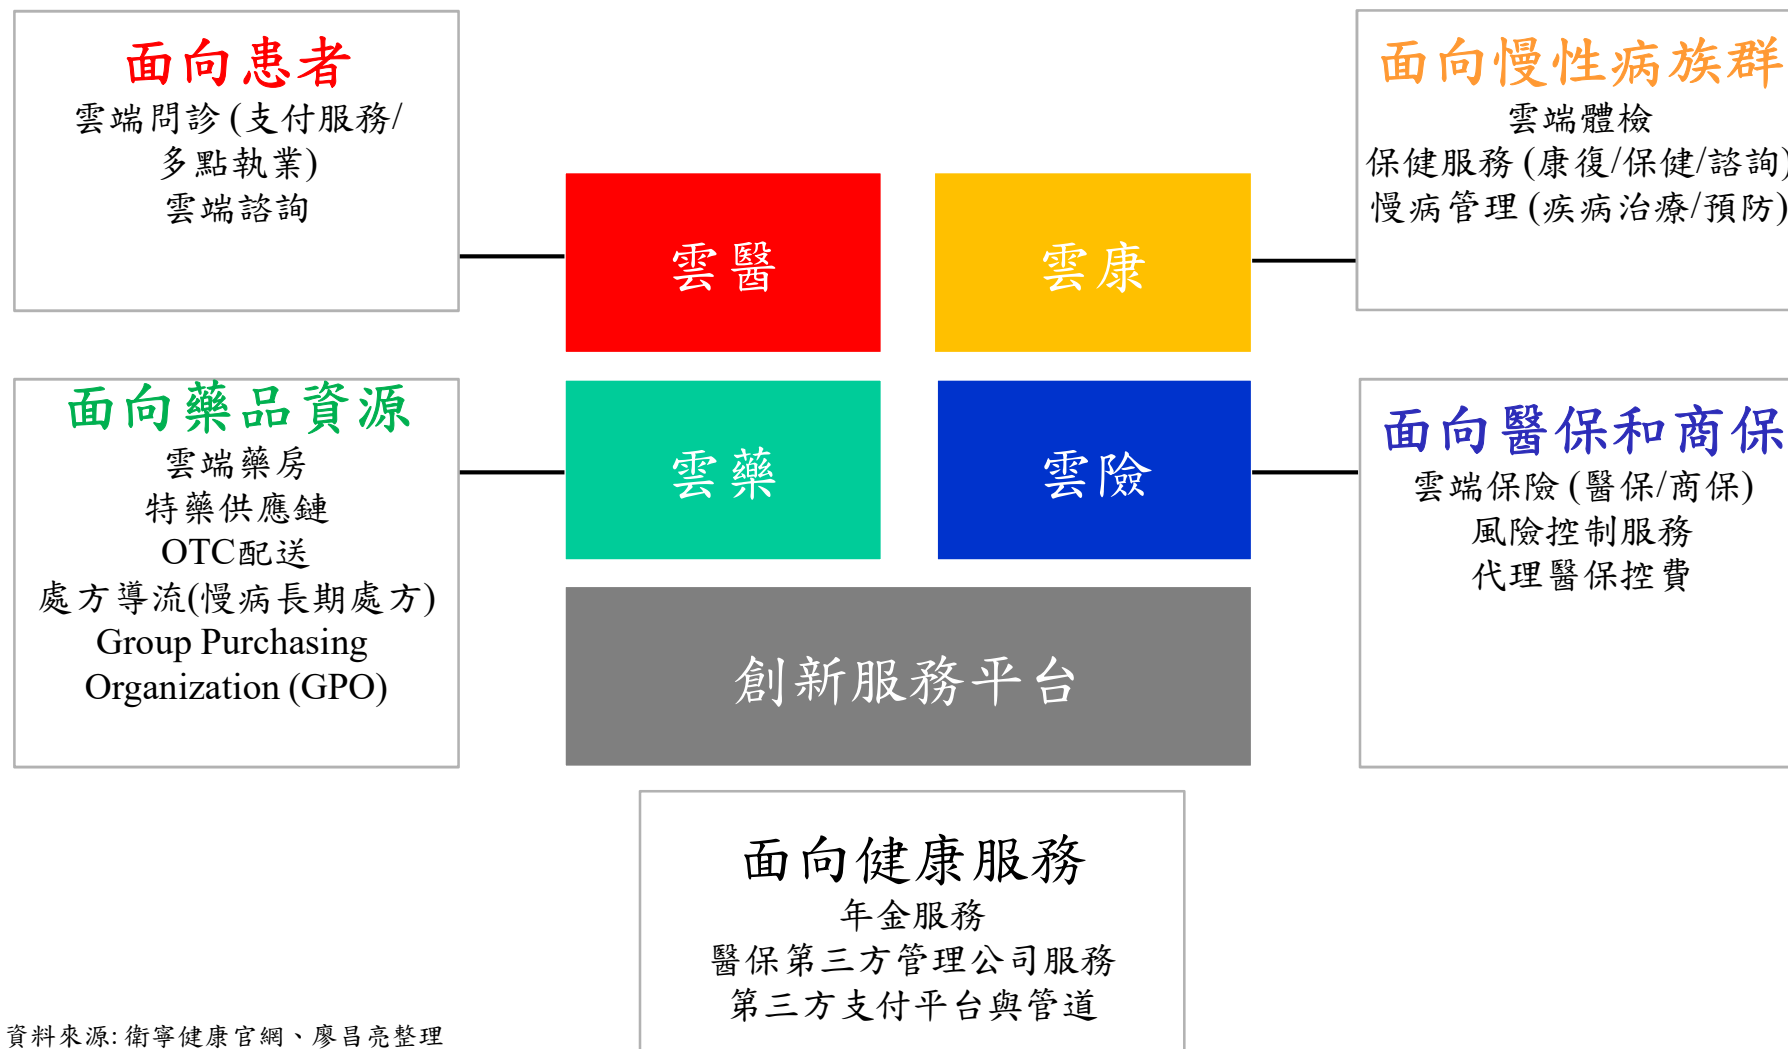 面向患者
雲端問診 (支付服務/
多點執業)
雲端諮詢
雲醫
雲康
面向慢性病族群
雲端體檢
保健服務 (康復/保健/諮詢)
慢病管理 (疾病治療/預防)
面向藥品資源
雲端藥房
特藥供應鏈
OTC配送
處方導流(慢病長期處方)
Group Purchasing
Organization (GPO)
雲藥
雲險
面向醫保和商保
雲端保險 (醫保/商保)
風險控制服務
代理醫保控費
創新服務平台
面向健康服務
年金服務
醫保第三方管理公司服務
第三方支付平台與管道
資料來源: 衛寧健康官網、廖昌亮整理